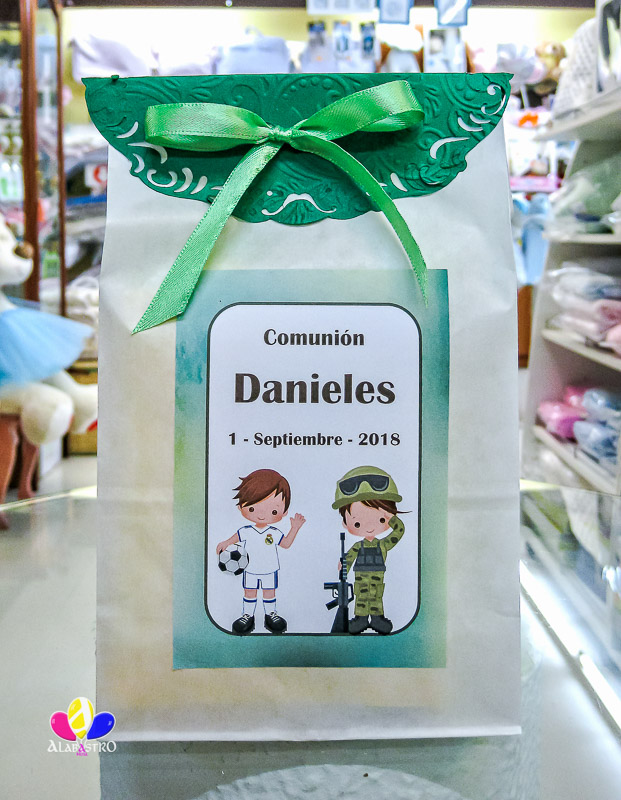 Comunión
Danieles
1 - Septiembre - 2018
ALABASTRO